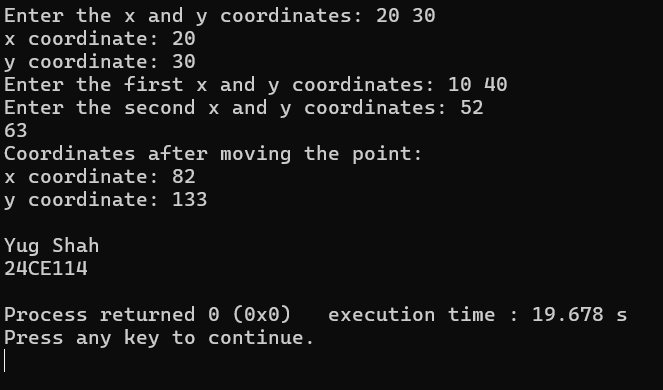 Enter the x and y coordinates: 20 30
x coordinate: 20
y coordinate: 30
Enter the first x and y coordinates: 10 40
Enter the second x and y coordinates: 52
63
Coordinates after moving the point:
x coordinate: 82
y coordinate: 133
Yug Shah
24CE114
Process returned 0 (0x0)   execution time : 19.678 s
Press any key to continue.